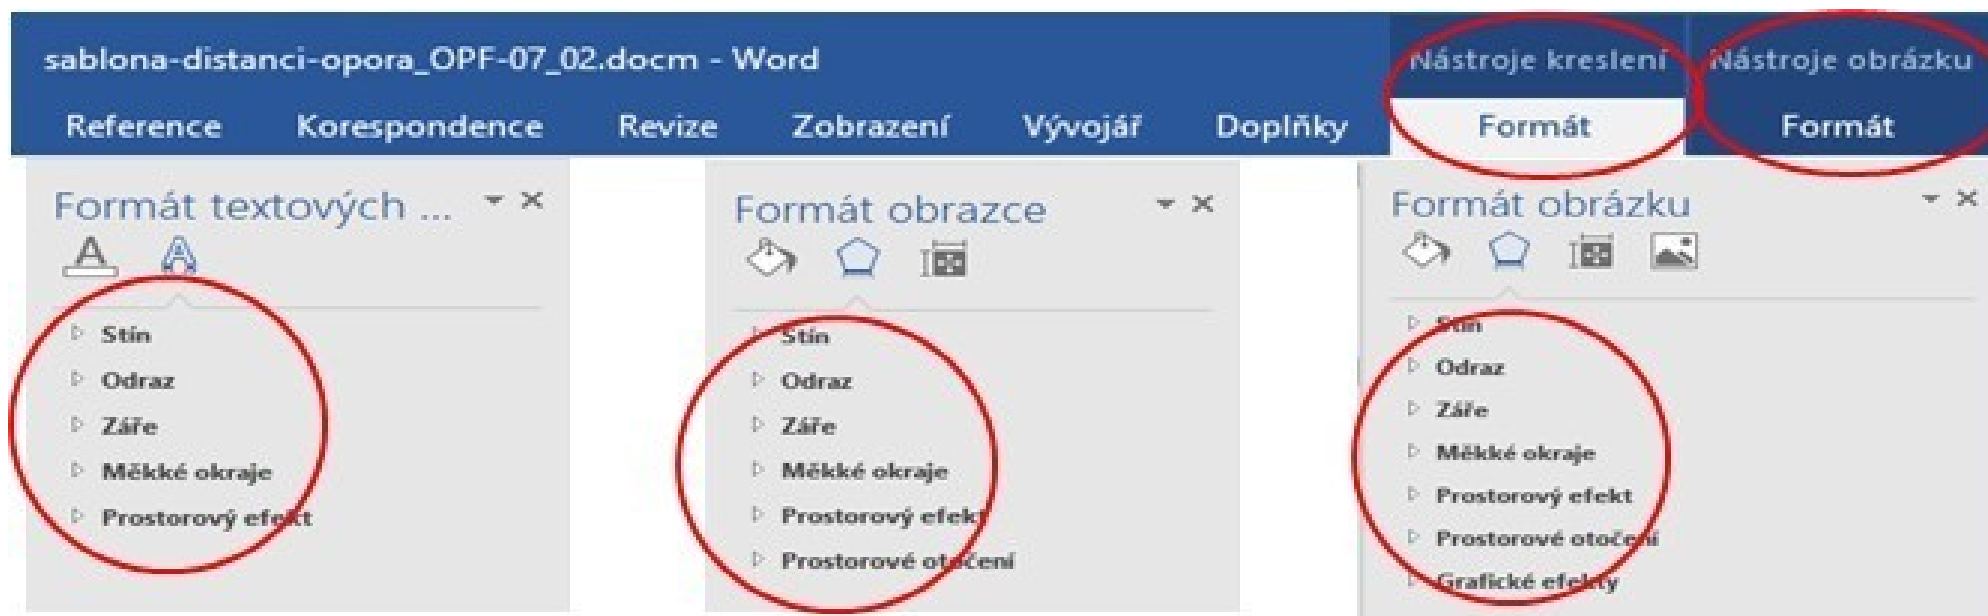 sablona-distanci-opora_OPF-07_02.docm - Word
Nástroje kreslení
Nástroje obrázku
Reference Korespondence Revize Zobrazení Vývojář Doplňky Formát Formát
Formát textových ...
Stín
Odraz
Záře
Měkké okraje
Prostorový efekt
Formát obrazce
Stín
Odraz
Záře
Měkké okraje
Prostorový efekt
Prostorové otočení
Formát obrázku
Stín
Odraz
Záře
Měkké okraje
Prostorový efekt
Prostorové otočení
Grafické efekty